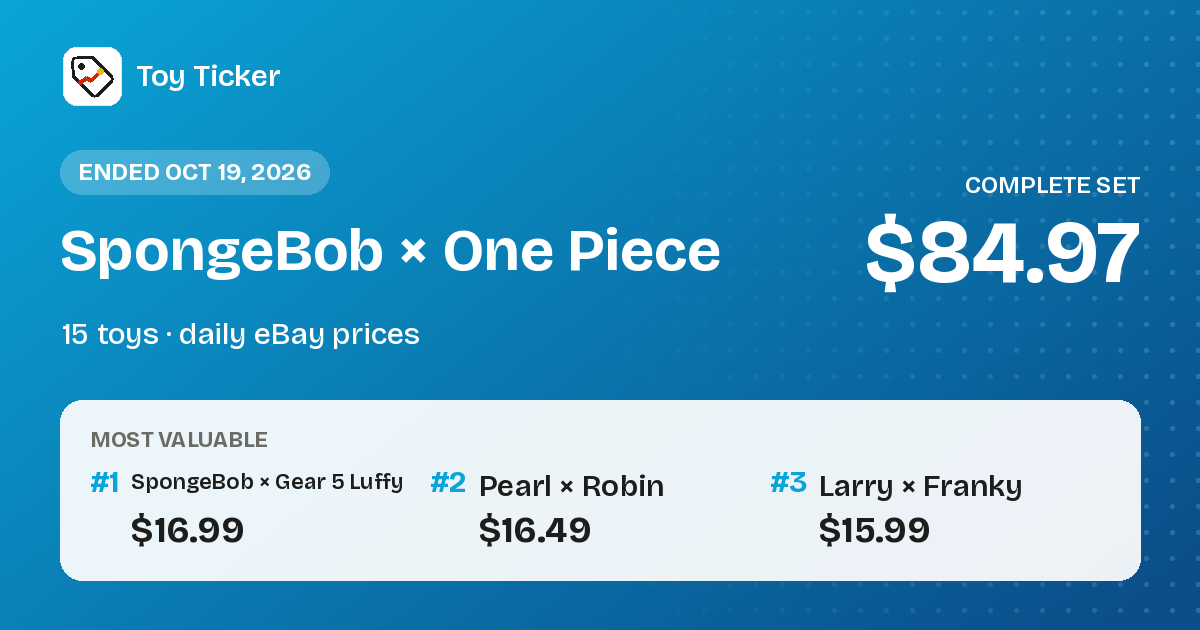 Toy Ticker
ENDED OCT 19, 2026
SpongeBob × One Piece
15 toys · daily eBay prices
COMPLETE SET
$84.97
MOST VALUABLE
#1 SpongeBob × Gear 5 Luffy
$16.99
#2 Pearl × Robin
$16.49
#3 Larry × Franky
$15.99